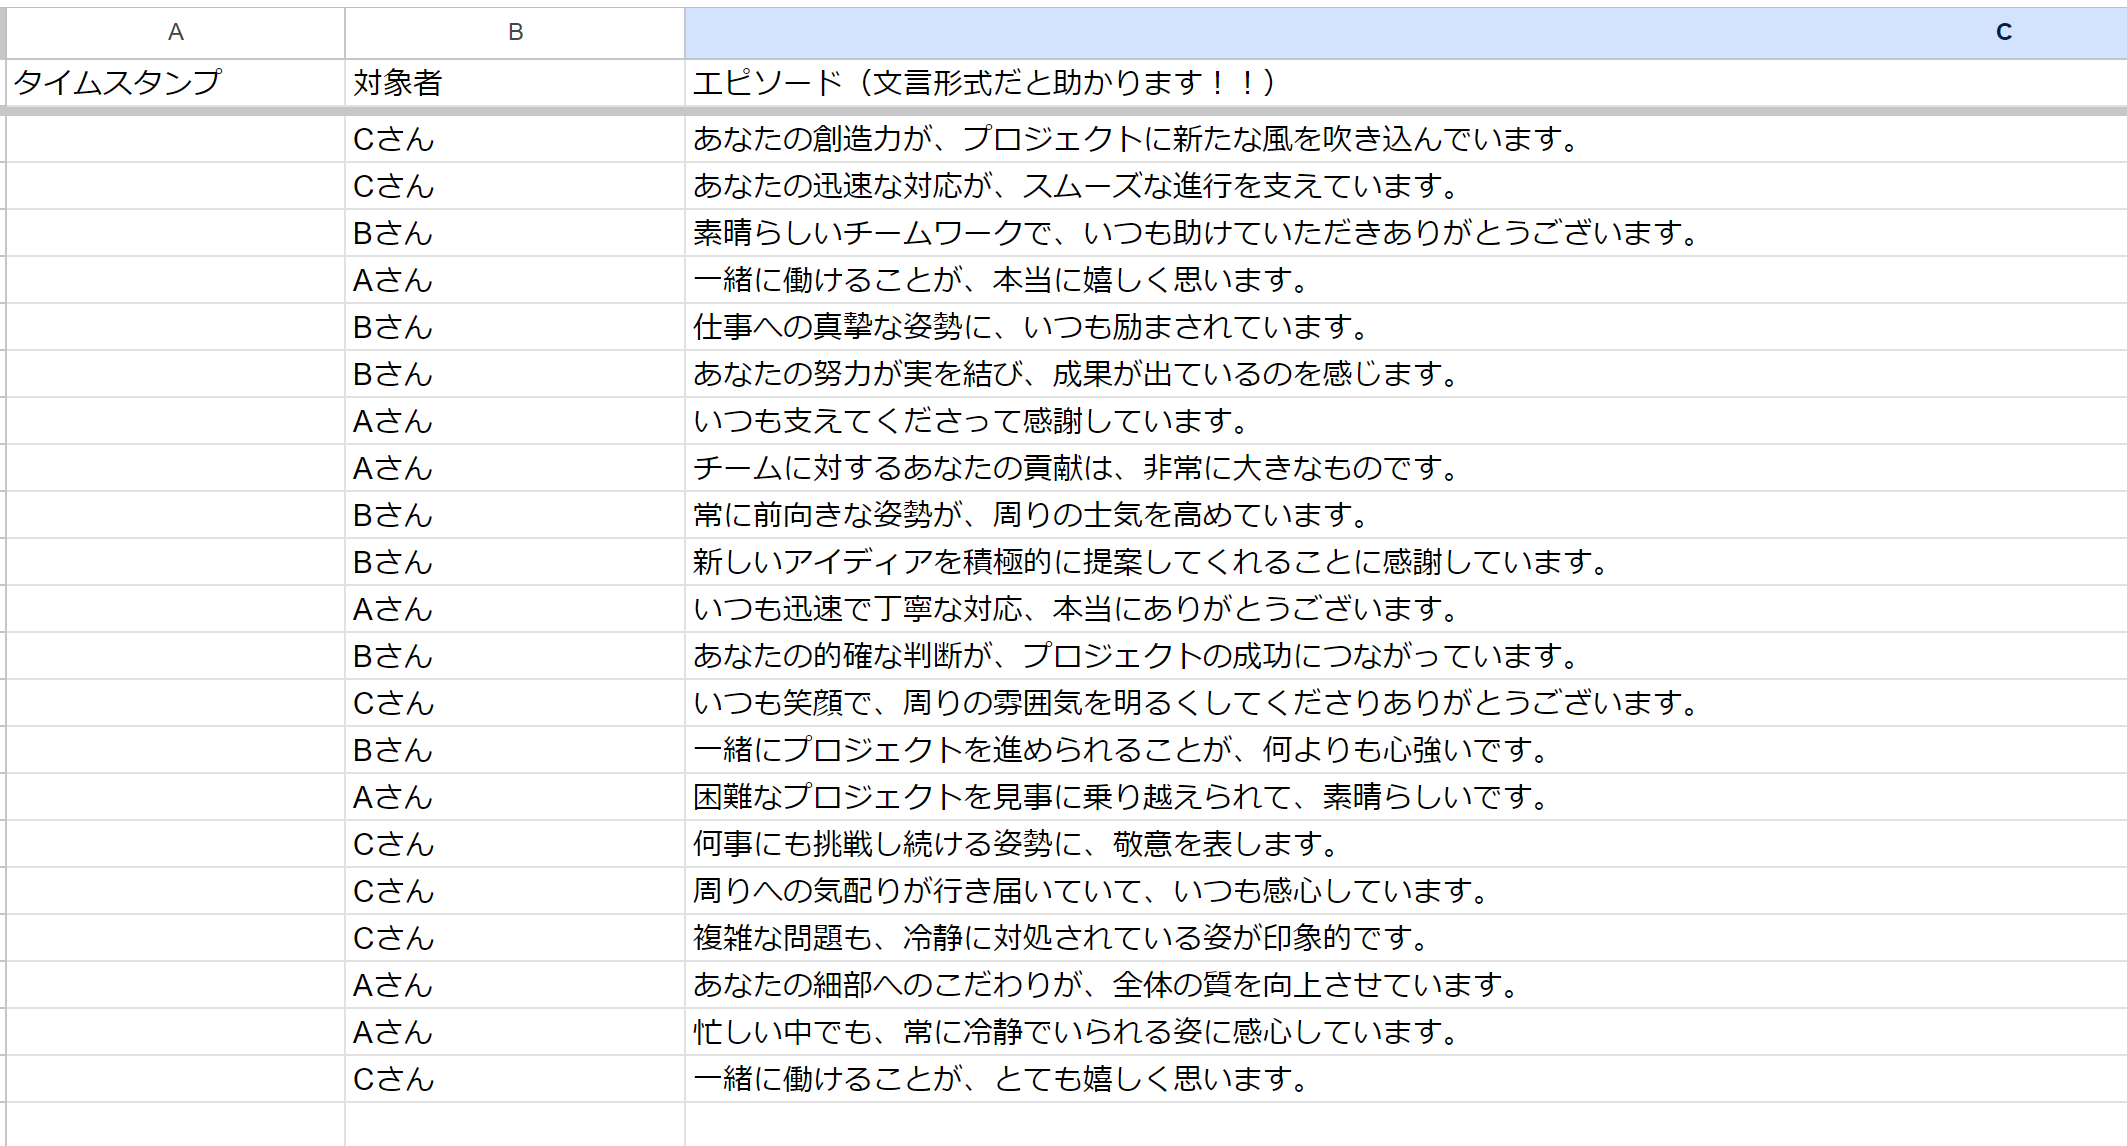 A B C
タイムスタンプ 対象者 エピソード（文言形式だと助かります！！）
Cさん あなたの創造力が、プロジェクトに新たな風を吹き込んでいます。
Cさん あなたの迅速な対応が、スムーズな進行を支えています。
Bさん 素晴らしいチームワークで、いつも助けていただきありがとうございます。
Aさん 一緒に働けることが、本当に嬉しく思います。
Bさん 仕事への真摯な姿勢に、いつも励まされています。
Bさん あなたの努力が実を結び、成果が出ているのを感じます。
Aさん いつも支えてくださって感謝しています。
Aさん チームに対するあなたの貢献は、非常に大きなものです。
Bさん 常に前向きな姿勢が、周りの士気を高めています。
Bさん 新しいアイディアを積極的に提案してくれることに感謝しています。
Aさん いつも迅速で丁寧な対応、本当にありがとうございます。
Bさん あなたの的確な判断が、プロジェクトの成功につながっています。
Cさん いつも笑顔で、周りの雰囲気を明るくしてくださりありがとうございます。
Bさん 一緒にプロジェクトを進められることが、何よりも心強いです。
Aさん 困難なプロジェクトを見事に乗り越えられて、素晴らしいです。
Cさん 何事にも挑戦し続ける姿勢に、敬意を表します。
Cさん 周りへの気配りが行き届いていて、いつも感心しています。
Cさん 複雑な問題も、冷静に対処されている姿が印象的です。
Aさん あなたの細部へのこだわりが、全体の質を向上させています。
Aさん 忙しい中でも、常に冷静でいられる姿に感心しています。
Cさん 一緒に働けることが、とても嬉しく思います。